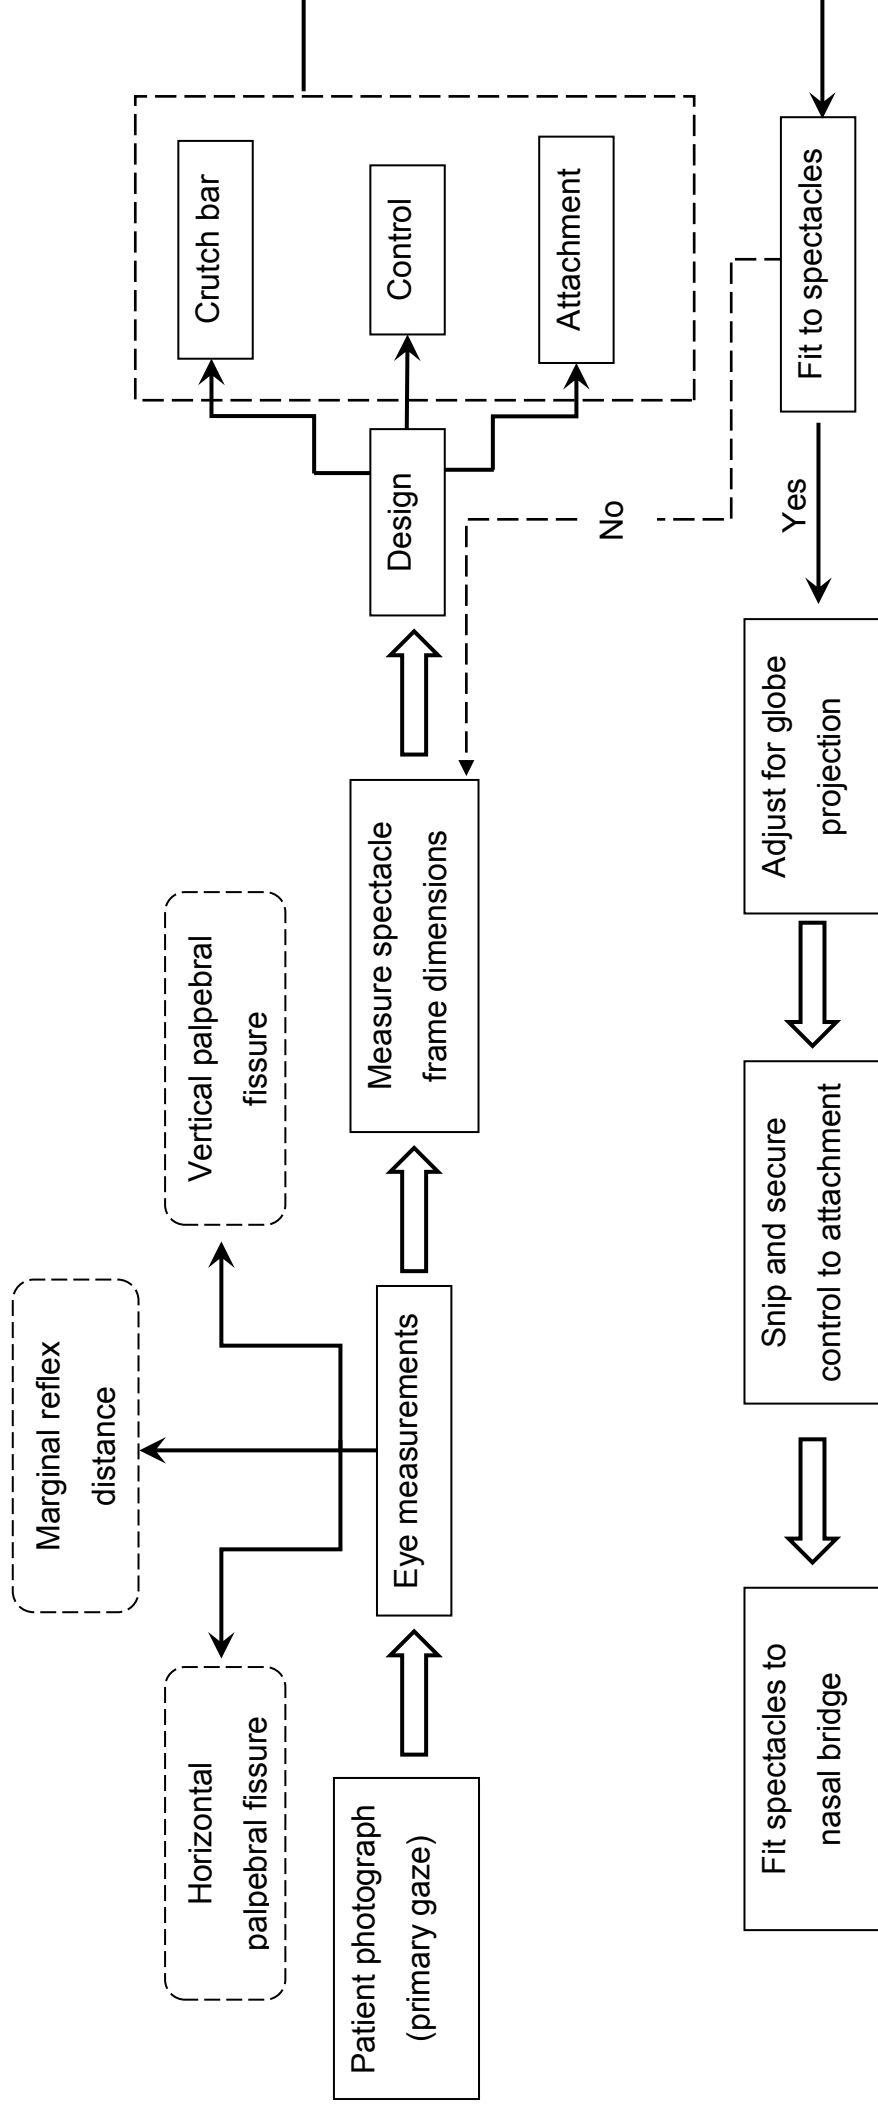 Marginal reflex
distance
Horizontal
palpebral fissure
Vertical palpebral
fissure
Patient photograph
(primary gaze)
Eye measurements
Measure spectacle
frame dimensions
Design
Crutch bar
Control
Attachment
No
Fit to spectacles
Yes
Adjust for globe
projection
Snip and secure
control to attachment
Fit spectacles to
nasal bridge